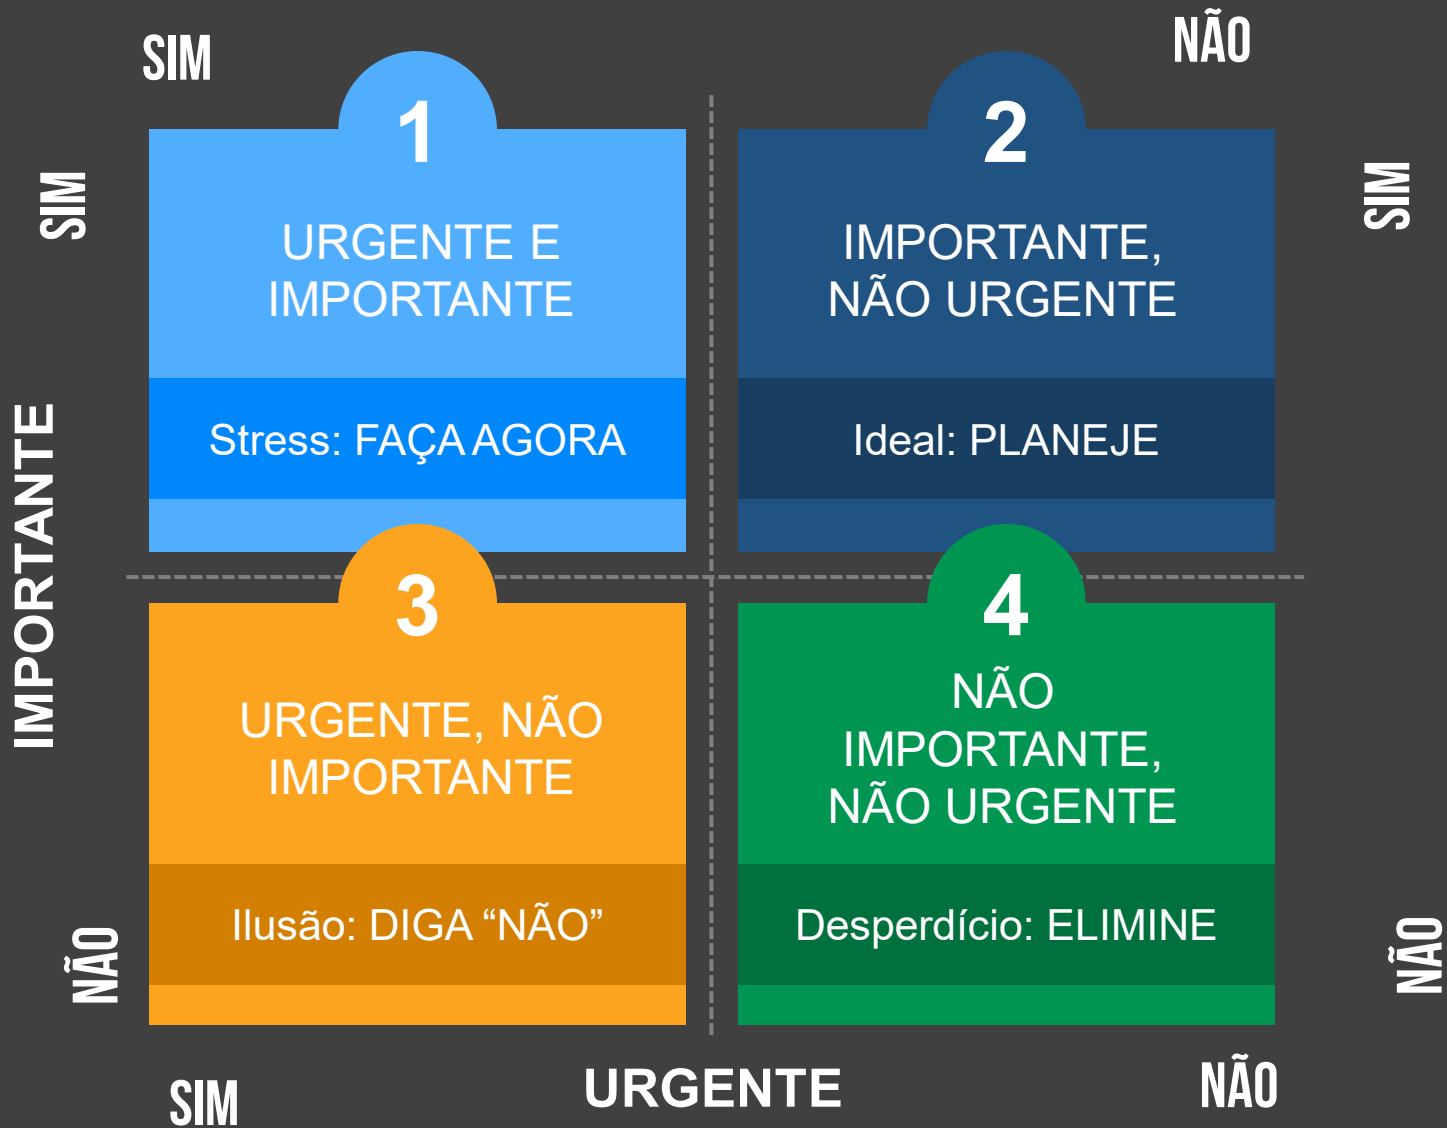 SIM
NÃO
1
2
SIM
SIM
URGENTE E
IMPORTANTE
IMPORTANTE,
NÃO URGENTE
Stress: FAÇA AGORA
Ideal: PLANEJE
IMPORTANTE
3
4
URGENTE, NÃO
IMPORTANTE
NÃO
IMPORTANTE,
NÃO URGENTE
Ilusão: DIGA “NÃO”
Desperdício: ELIMINE
NÃO
NÃO
SIM
URGENTE
NÃO